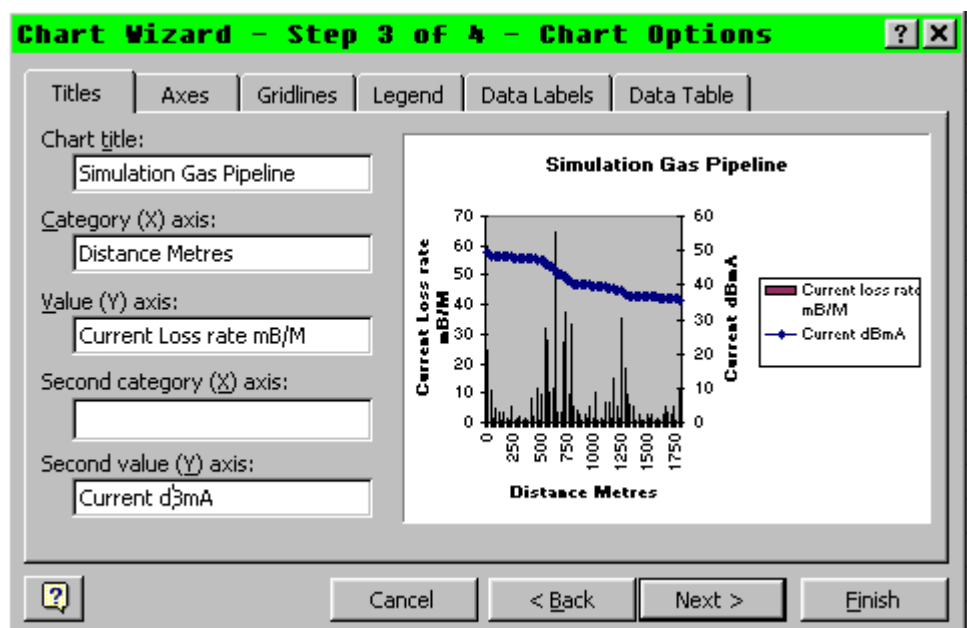 Chart Wizard - Step 3 of 4 - Chart Options
Titles Axes Gridlines Legend Data Labels Data Table
Chart title:
Simulation Gas Pipeline
Category (X) axis:
Distance Metres
Value (Y) axis:
Current Loss rate mB/M
Second category (X) axis:
Second value (Y) axis:
Current dBmA
Simulation Gas Pipeline
Current Loss rate
mB/M
70
60
50
40
30
20
10
0
60
50
40
30
20
10
0
Current dBmA
0 250 500 750 1000 1250 1500 1750
Distance Metres
Current loss rate
mB/M
Current dBmA
? Cancel < Back Next > Finish